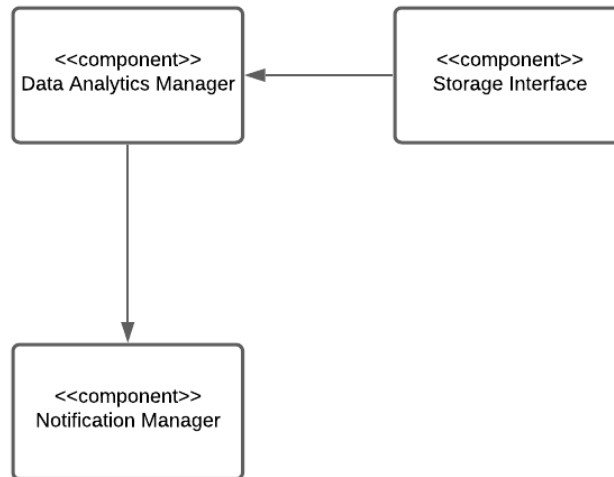 <<component>>
Data Analytics Manager
<<component>>
Storage Interface
<<component>>
Notification Manager